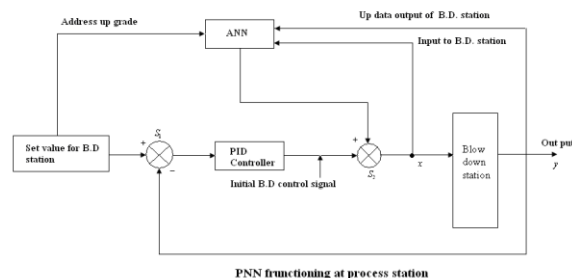 Address up grade
ANN
Up data output of B.D. station
Input to B.D. station
S₁
+
−
Set value for B.D
station
PID
Controller
Initial B.D control signal
+
+
S₂
x
Blow
down
station
Out put
y
PNN frunctioning at process station